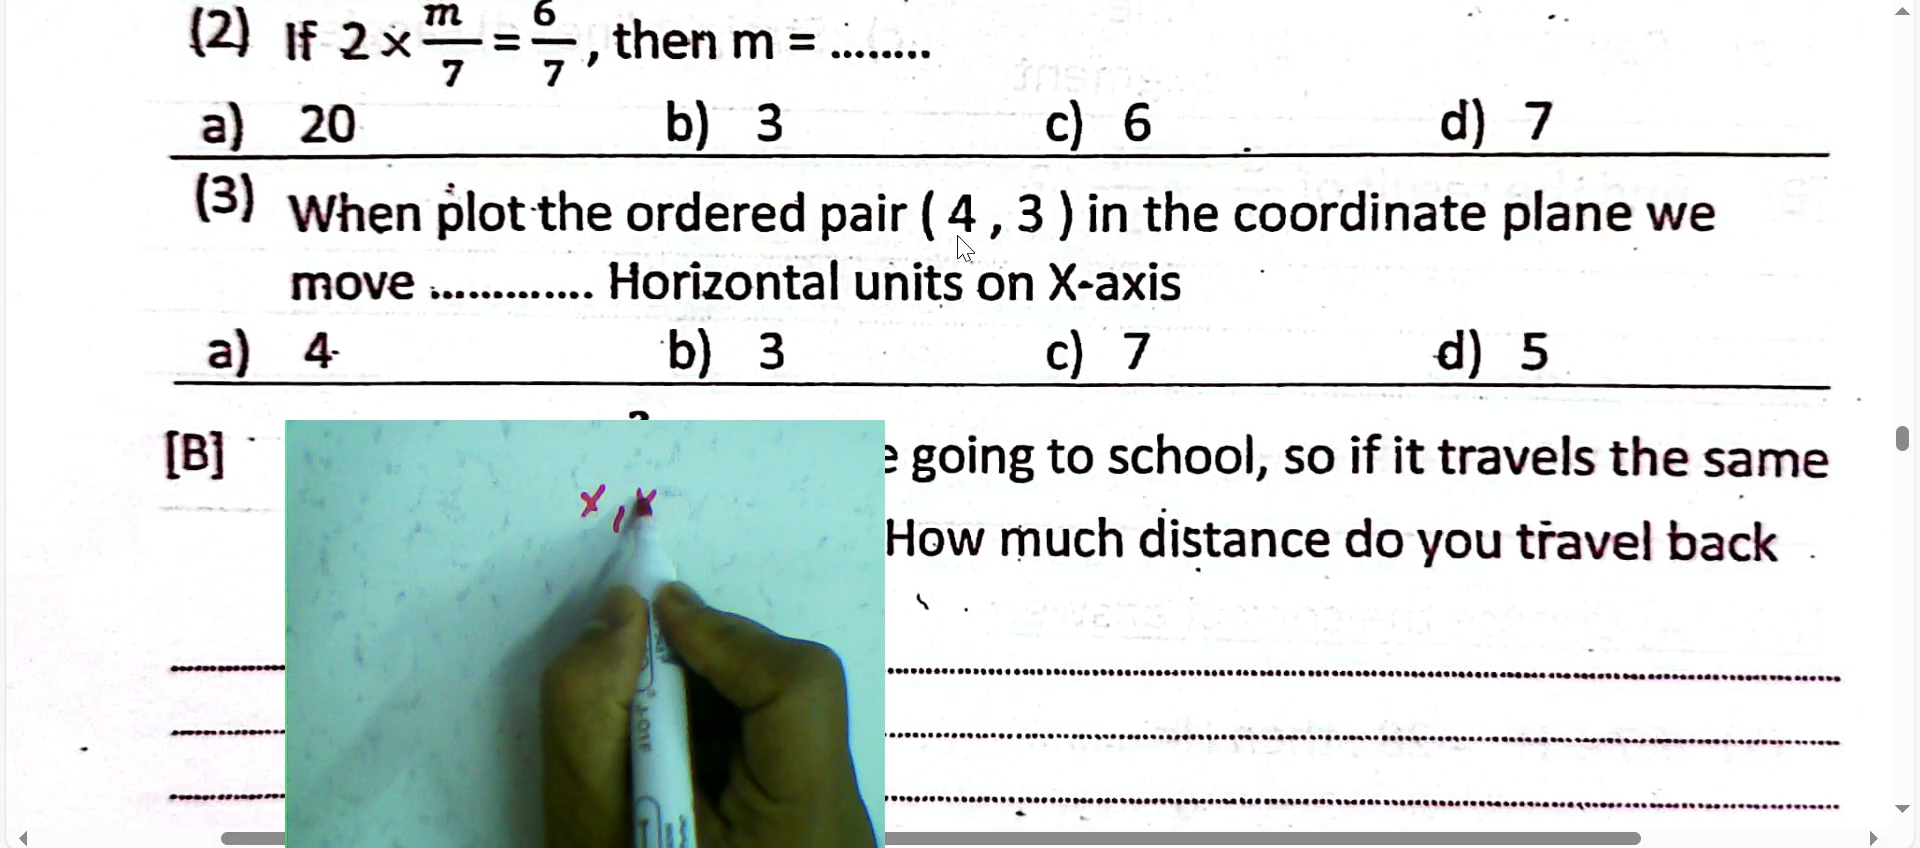 (2) If 2 × m/7 = 6/7 , then m = ........
a) 20 b) 3 c) 6 d) 7
(3) When plot the ordered pair ( 4 , 3 ) in the coordinate plane we
move ............. Horizontal units on X-axis
a) 4 b) 3 c) 7 d) 5
[B] going to school, so if it travels the same
How much distance do you travel back
x ,